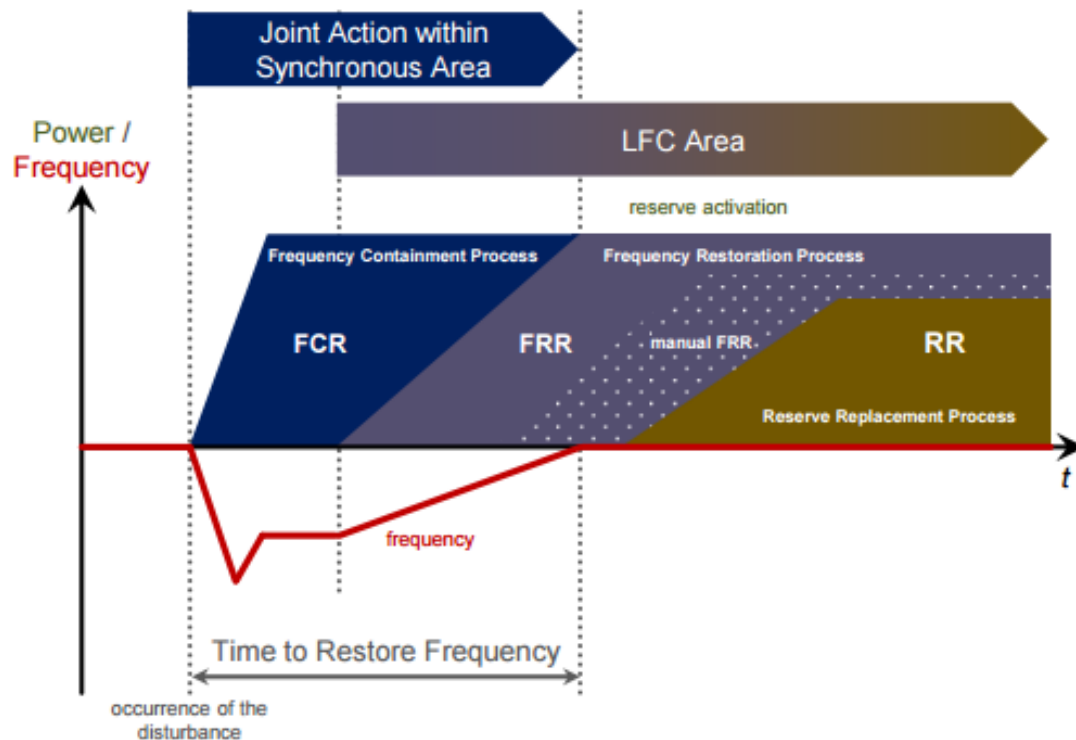 Joint Action within
Synchronous Area
LFC Area
Power /
Frequency
reserve activation
Frequency Containment Process
Frequency Restoration Process
FCR
FRR
manual FRR
RR
Reserve Replacement Process
t
frequency
Time to Restore Frequency
occurrence of the
disturbance